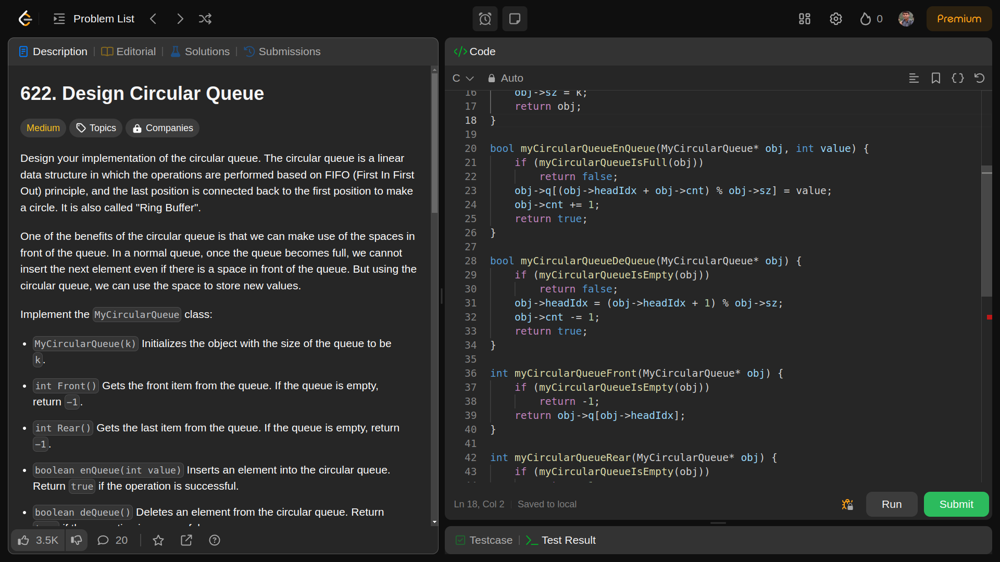 Problem List
0
Premium
Description
Editorial
Solutions
Submissions
622. Design Circular Queue
Medium
Topics
Companies
Design your implementation of the circular queue. The circular queue is a linear
data structure in which the operations are performed based on FIFO (First In First
Out) principle, and the last position is connected back to the first position to make
a circle. It is also called "Ring Buffer".
One of the benefits of the circular queue is that we can make use of the spaces in
front of the queue. In a normal queue, once the queue becomes full, we cannot
insert the next element even if there is a space in front of the queue. But using the
circular queue, we can use the space to store new values.
Implement the MyCircularQueue class:
MyCircularQueue(k) Initializes the object with the size of the queue to be
k.
int Front() Gets the front item from the queue. If the queue is empty,
return -1.
int Rear() Gets the last item from the queue. If the queue is empty, return
-1.
boolean enQueue(int value) Inserts an element into the circular queue.
Return true if the operation is successful.
boolean deQueue() Deletes an element from the circular queue. Return
3.5K
20
Code
C
Auto
16 obj->sz = k;
17 return obj;
18 }
19
20 bool myCircularQueueEnQueue(MyCircularQueue* obj, int value) {
21 if (myCircularQueueIsFull(obj))
22 return false;
23 obj->q[(obj->headIdx + obj->cnt) % obj->sz] = value;
24 obj->cnt += 1;
25 return true;
26 }
27
28 bool myCircularQueueDeQueue(MyCircularQueue* obj) {
29 if (myCircularQueueIsEmpty(obj))
30 return false;
31 obj->headIdx = (obj->headIdx + 1) % obj->sz;
32 obj->cnt -= 1;
33 return true;
34 }
35
36 int myCircularQueueFront(MyCircularQueue* obj) {
37 if (myCircularQueueIsEmpty(obj))
38 return -1;
39 return obj->q[obj->headIdx];
40 }
41
42 int myCircularQueueRear(MyCircularQueue* obj) {
43 if (myCircularQueueIsEmpty(obj))
Ln 18, Col 2
Saved to local
Run
Submit
Testcase
Test Result